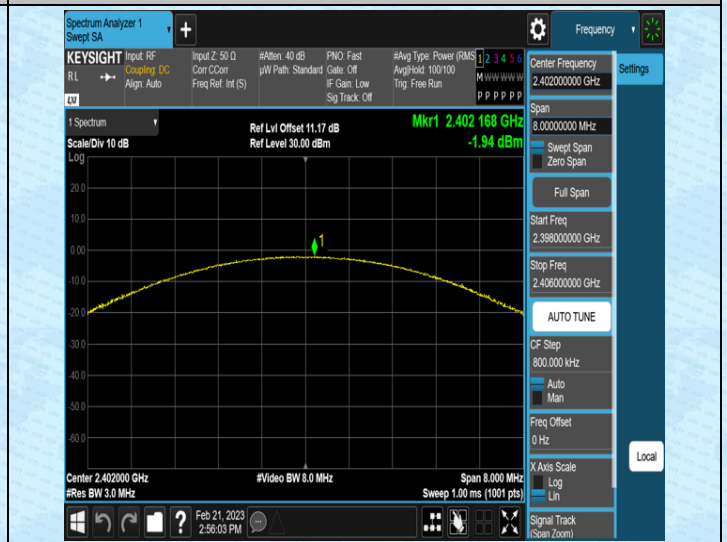 Spectrum Analyzer 1
Swept SA
+
Frequency
KEYSIGHT
RL
LXI
Input: RF
Coupling: DC
Align: Auto
Input Z: 50 Ω
Corr CCorr
Freq Ref: Int (S)
#Atten: 40 dB
µW Path: Standard
PNO: Fast
Gate: Off
IF Gain: Low
Sig Track: Off
#Avg Type: Power (RMS
Avg|Hold: 100/100
Trig: Free Run
1 2 3 4 5 6
M W W W W W
P P P P P P
1 Spectrum
Scale/Div 10 dB
Log
Ref Lvl Offset 11.17 dB
Ref Level 30.00 dBm
Mkr1 2.402 168 GHz
-1.94 dBm
20.0
10.0
0.00
-10.0
-20.0
-30.0
-40.0
-50.0
-60.0
1
Center 2.402000 GHz
#Res BW 3.0 MHz
#Video BW 8.0 MHz
Span 8.000 MHz
Sweep 1.00 ms (1001 pts)
Feb 21, 2023
2:56:03 PM
?
Center Frequency
2.402000000 GHz
Settings
Span
8.00000000 MHz
Swept Span
Zero Span
Full Span
Start Freq
2.398000000 GHz
Stop Freq
2.406000000 GHz
AUTO TUNE
CF Step
800.000 kHz
Auto
Man
Freq Offset
0 Hz
X Axis Scale
Log
Lin
Signal Track
(Span Zoom)
Local